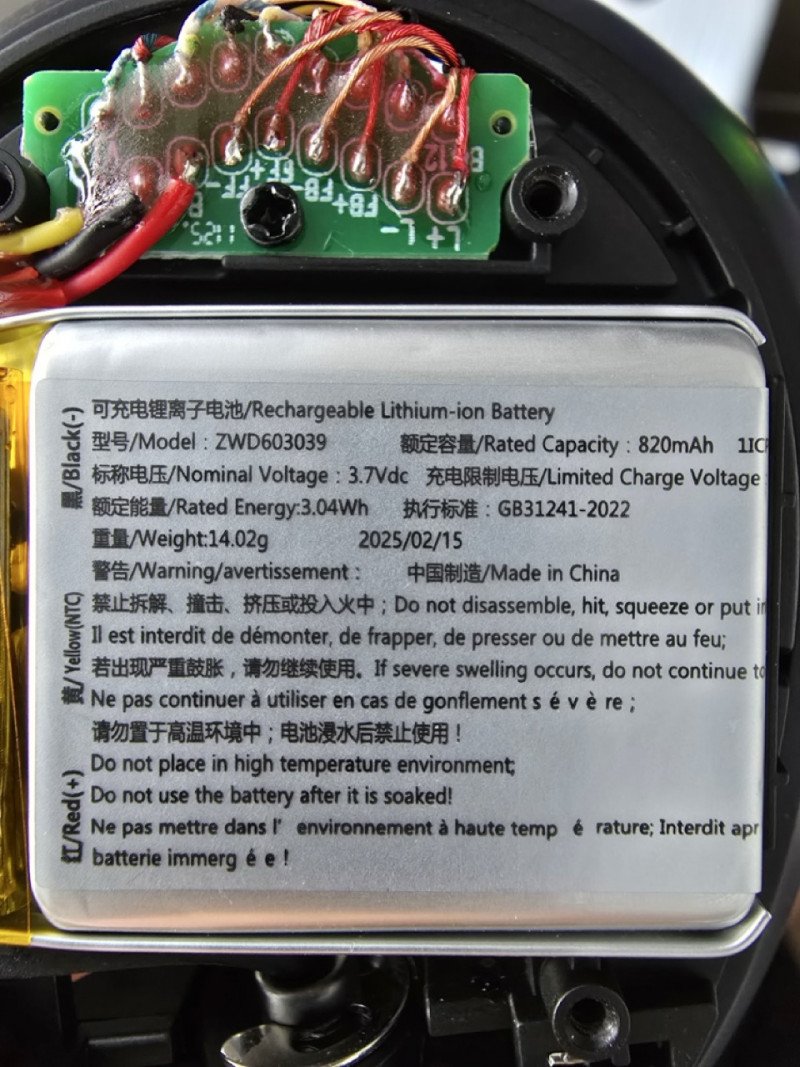 FF+
FF-
FB-
FB+
L-
L+
黑/Black(-)
黄/Yellow(NTC)
红/Red(+)
可充电锂离子电池/Rechargeable Lithium-ion Battery
型号/Model：ZWD603039 额定容量/Rated Capacity：820mAh
标称电压/Nominal Voltage：3.7Vdc 充电限制电压/Limited Charge Voltage
额定能量/Rated Energy:3.04Wh 执行标准：GB31241-2022
重量/Weight:14.02g 2025/02/15
警告/Warning/avertissement： 中国制造/Made in China
禁止拆解、撞击、挤压或投入火中；Do not disassemble, hit, squeeze or put
Il est interdit de démonter, de frapper, de presser ou de mettre au feu;
若出现严重鼓胀，请勿继续使用。If severe swelling occurs, do not continue
Ne pas continuer à utiliser en cas de gonflement s é v è re ;
请勿置于高温环境中；电池浸水后禁止使用！
Do not place in high temperature environment;
Do not use the battery after it is soaked!
Ne pas mettre dans l' environnement à haute temp é rature; Interdit
batterie immerg é e !